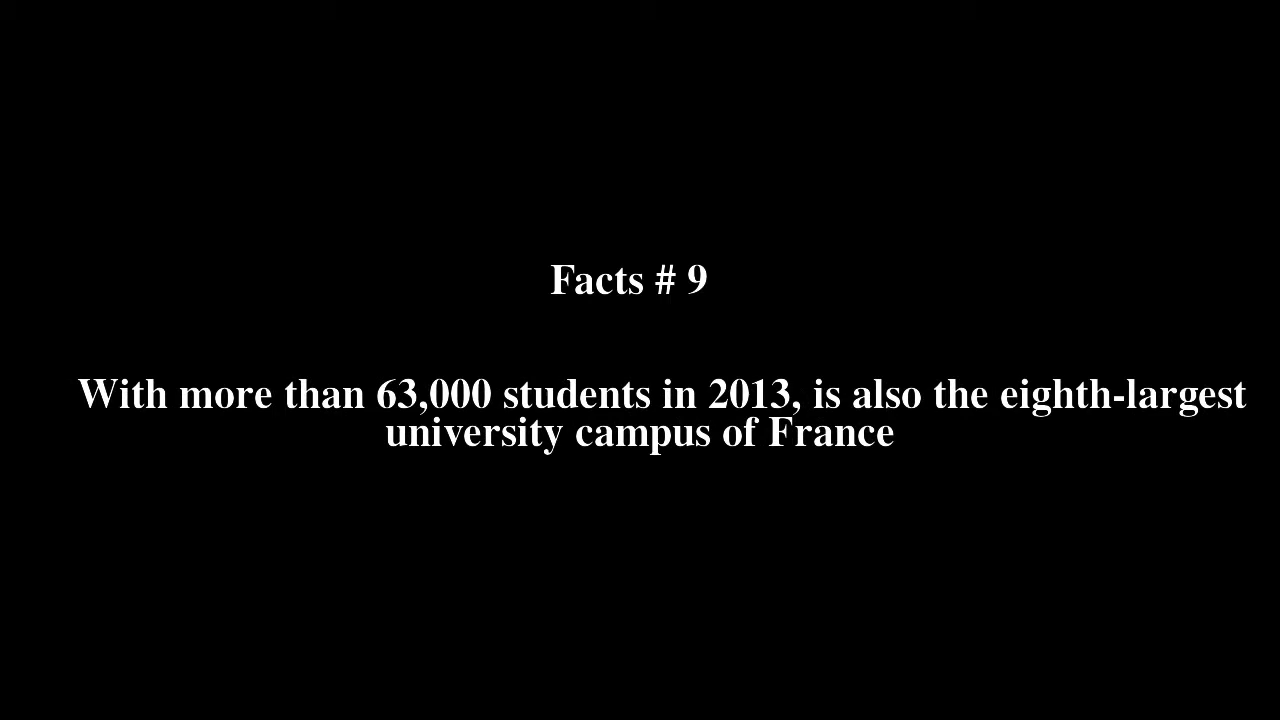 Facts # 9
With more than 63,000 students in 2013, is also the eighth-largest
university campus of France